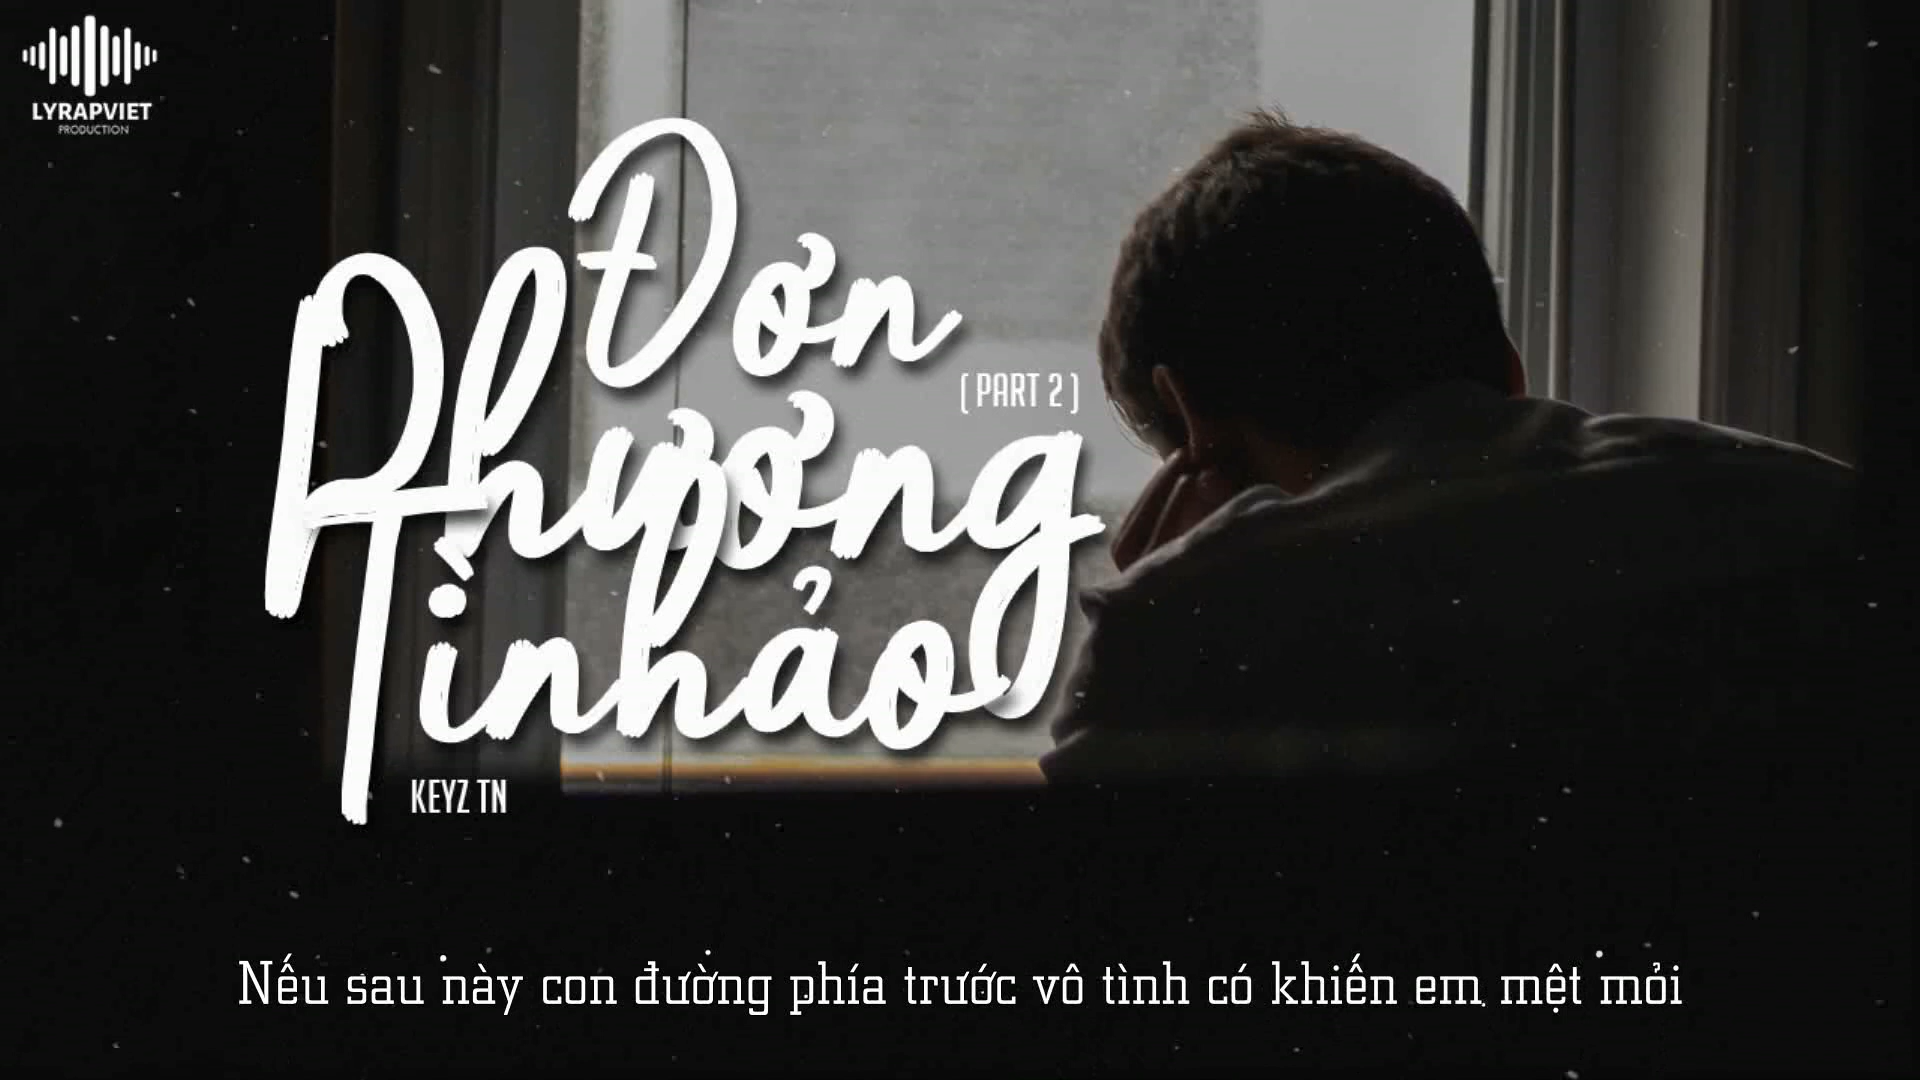 LYRAPVIET
PRODUCTION
Đơn
( PART 2 )
Phương
Tình hảo
KEYZ TN
Nếu sau này con đường phía trước vô tình có khiến em mệt mỏi